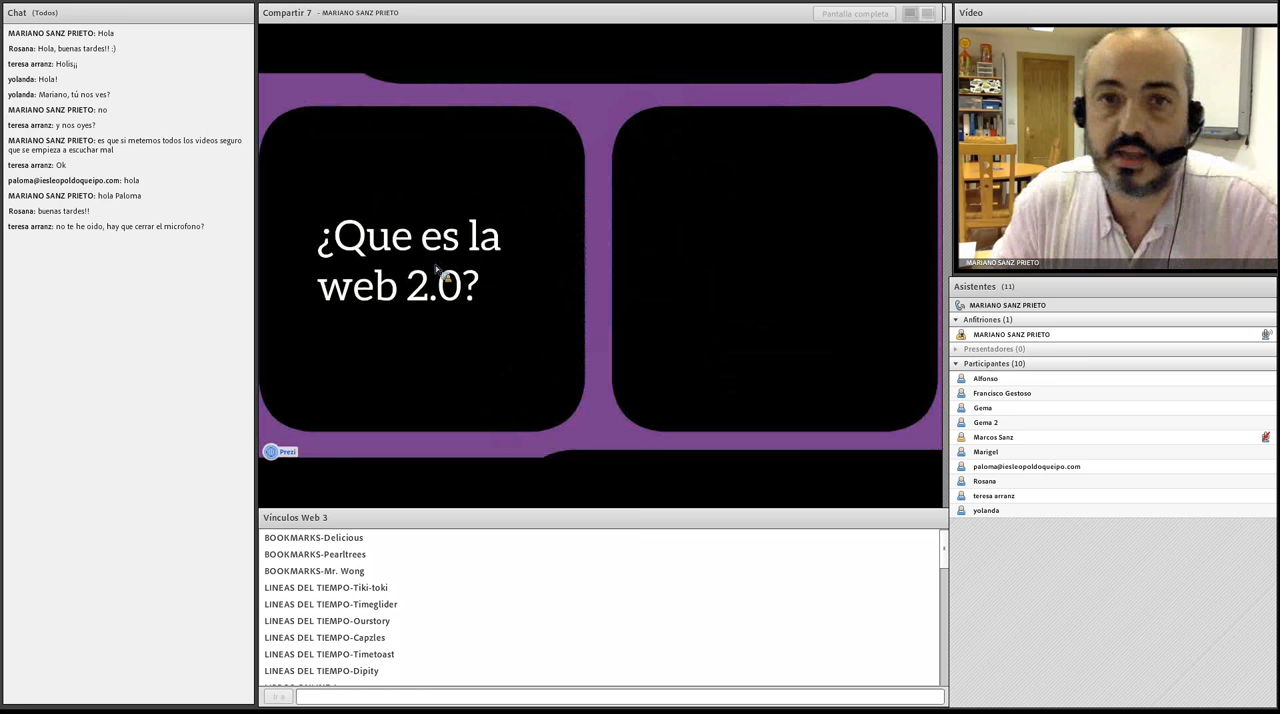 Chat (Todos)
MARIANO SANZ PRIETO: Hola
Rosana: Hola, buenas tardes!! :)
teresa arranz: Holis¡¡
yolanda: Hola!
yolanda: Mariano, tú nos ves?
MARIANO SANZ PRIETO: no
teresa arranz: y nos oyes?
MARIANO SANZ PRIETO: es que si metemos todos los videos seguro
que se empieza a escuchar mal
teresa arranz: Ok
paloma@iesleopoldoqueipo.com: hola
MARIANO SANZ PRIETO: hola Paloma
Rosana: buenas tardes!!
teresa arranz: no te he oido, hay que cerrar el microfono?
Compartir 7 - MARIANO SANZ PRIETO
Pantalla completa
¿Que es la
web 2.0?
Prezi
Vínculos Web 3
BOOKMARKS-Delicious
BOOKMARKS-Pearltrees
BOOKMARKS-Mr. Wong
LINEAS DEL TIEMPO-Tiki-toki
LINEAS DEL TIEMPO-Timeglider
LINEAS DEL TIEMPO-Ourstory
LINEAS DEL TIEMPO-Capzles
LINEAS DEL TIEMPO-Timetoast
LINEAS DEL TIEMPO-Dipity
Ir a
Vídeo
MARIANO SANZ PRIETO
Asistentes (11)
MARIANO SANZ PRIETO
Anfitriones (1)
MARIANO SANZ PRIETO
Presentadores (0)
Participantes (10)
Alfonso
Francisco Gestoso
Gema
Gema 2
Marcos Sanz
Marigel
paloma@iesleopoldoqueipo.com
Rosana
teresa arranz
yolanda